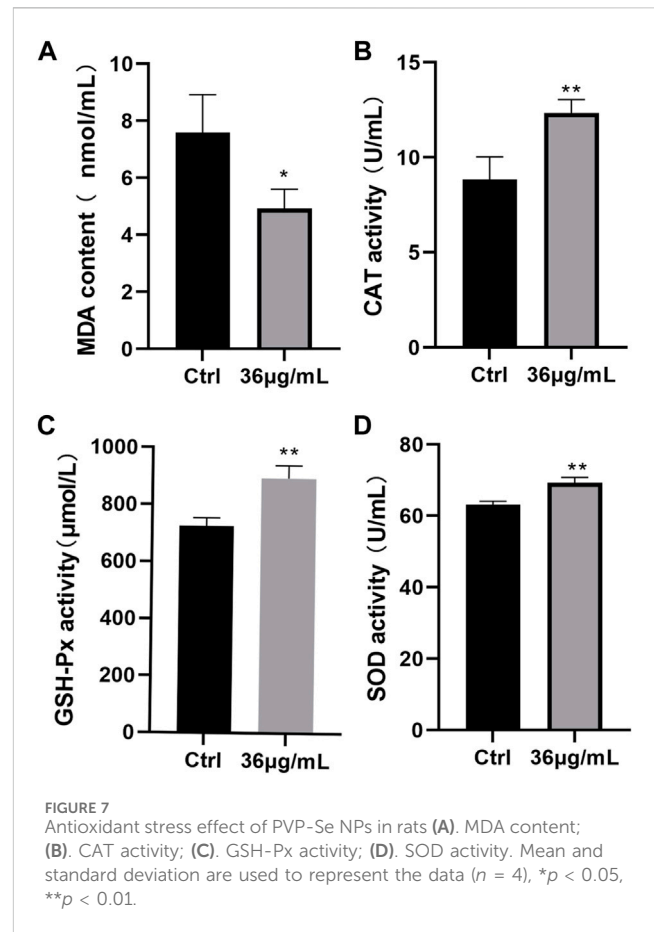 A
MDA content( nmol/mL)
10
8
6
4
2
0
*
Ctrl 36μg/mL
B
CAT activity(U/mL)
15
10
5
0
**
Ctrl 36μg/mL
C
GSH-Px activity(μmol/L)
1000
800
600
400
200
0
**
Ctrl 36μg/mL
D
SOD activity(U/mL)
80
60
40
20
0
**
Ctrl 36μg/mL
FIGURE 7
Antioxidant stress effect of PVP-Se NPs in rats (A). MDA content;
(B). CAT activity; (C). GSH-Px activity; (D). SOD activity. Mean and
standard deviation are used to represent the data (n = 4), *p < 0.05,
**p < 0.01.